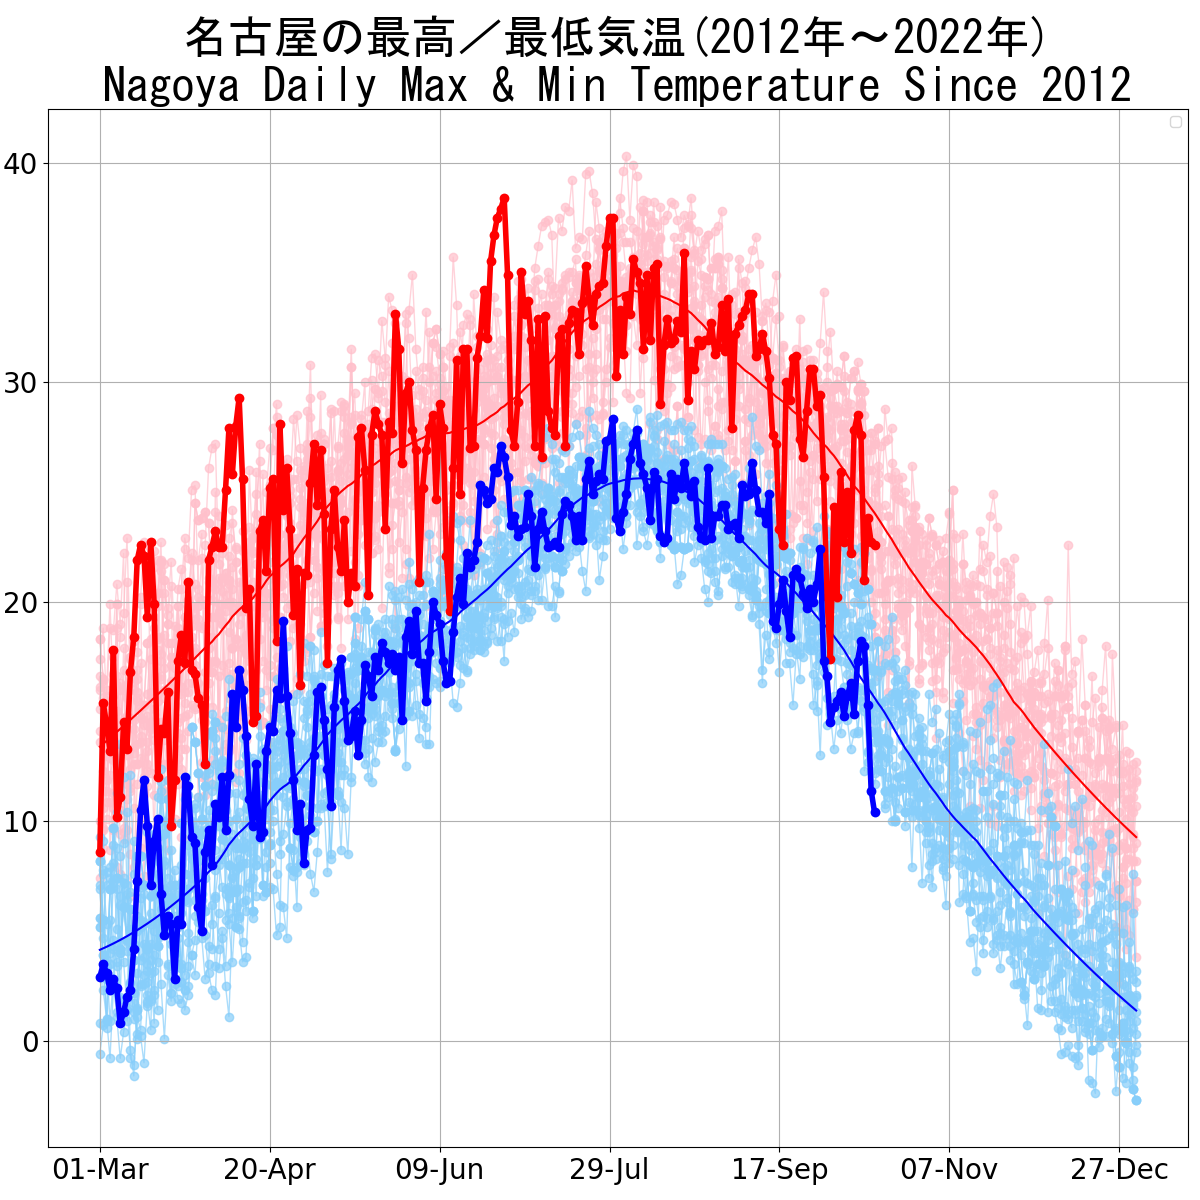 名古屋の最高／最低気温(2012年～2022年)
Nagoya Daily Max & Min Temperature Since 2012
40
30
20
10
0
01-Mar 20-Apr 09-Jun 29-Jul 17-Sep 07-Nov 27-Dec